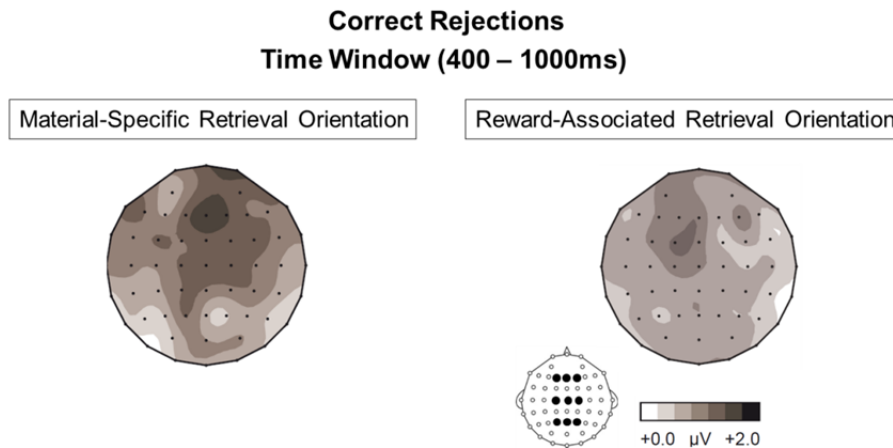 Correct Rejections
Time Window (400 – 1000ms)
Material-Specific Retrieval Orientation
Reward-Associated Retrieval Orientation
+0.0 µV +2.0